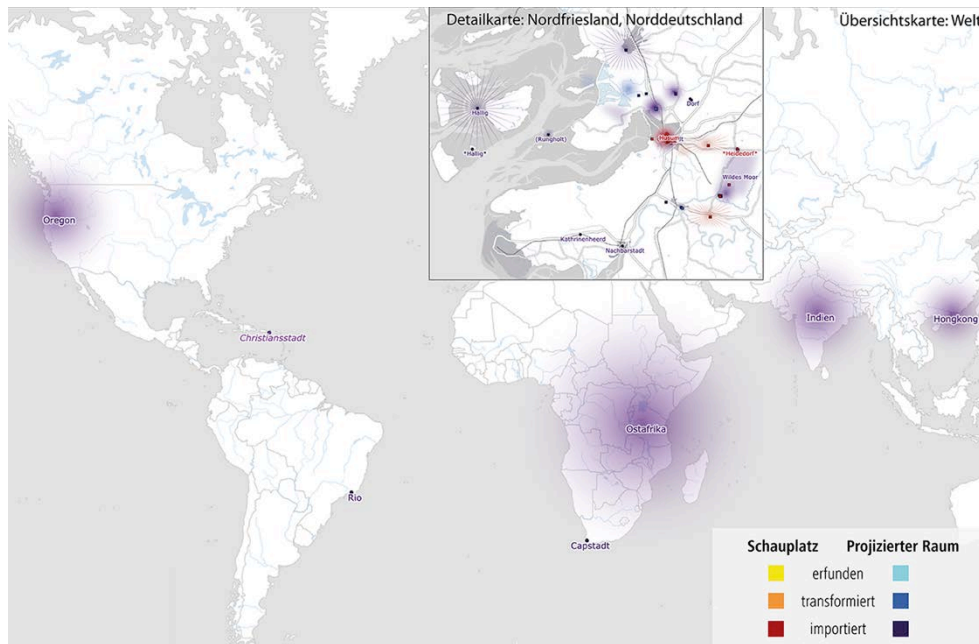 Detailkarte: Nordfriesland, Norddeutschland
Übersichtskarte: Welt
Hallig
"Hallig"
(Rungholt)
Dorf
"Heidedorf"
Wildes Moor
Kathrinenheerd
Nachbarstadt
Oregon
Christiansstadt
Rio
Ostafrika
Capstadt
Indien
Hongkong
Schauplatz Projizierter Raum
erfunden
transformiert
importiert